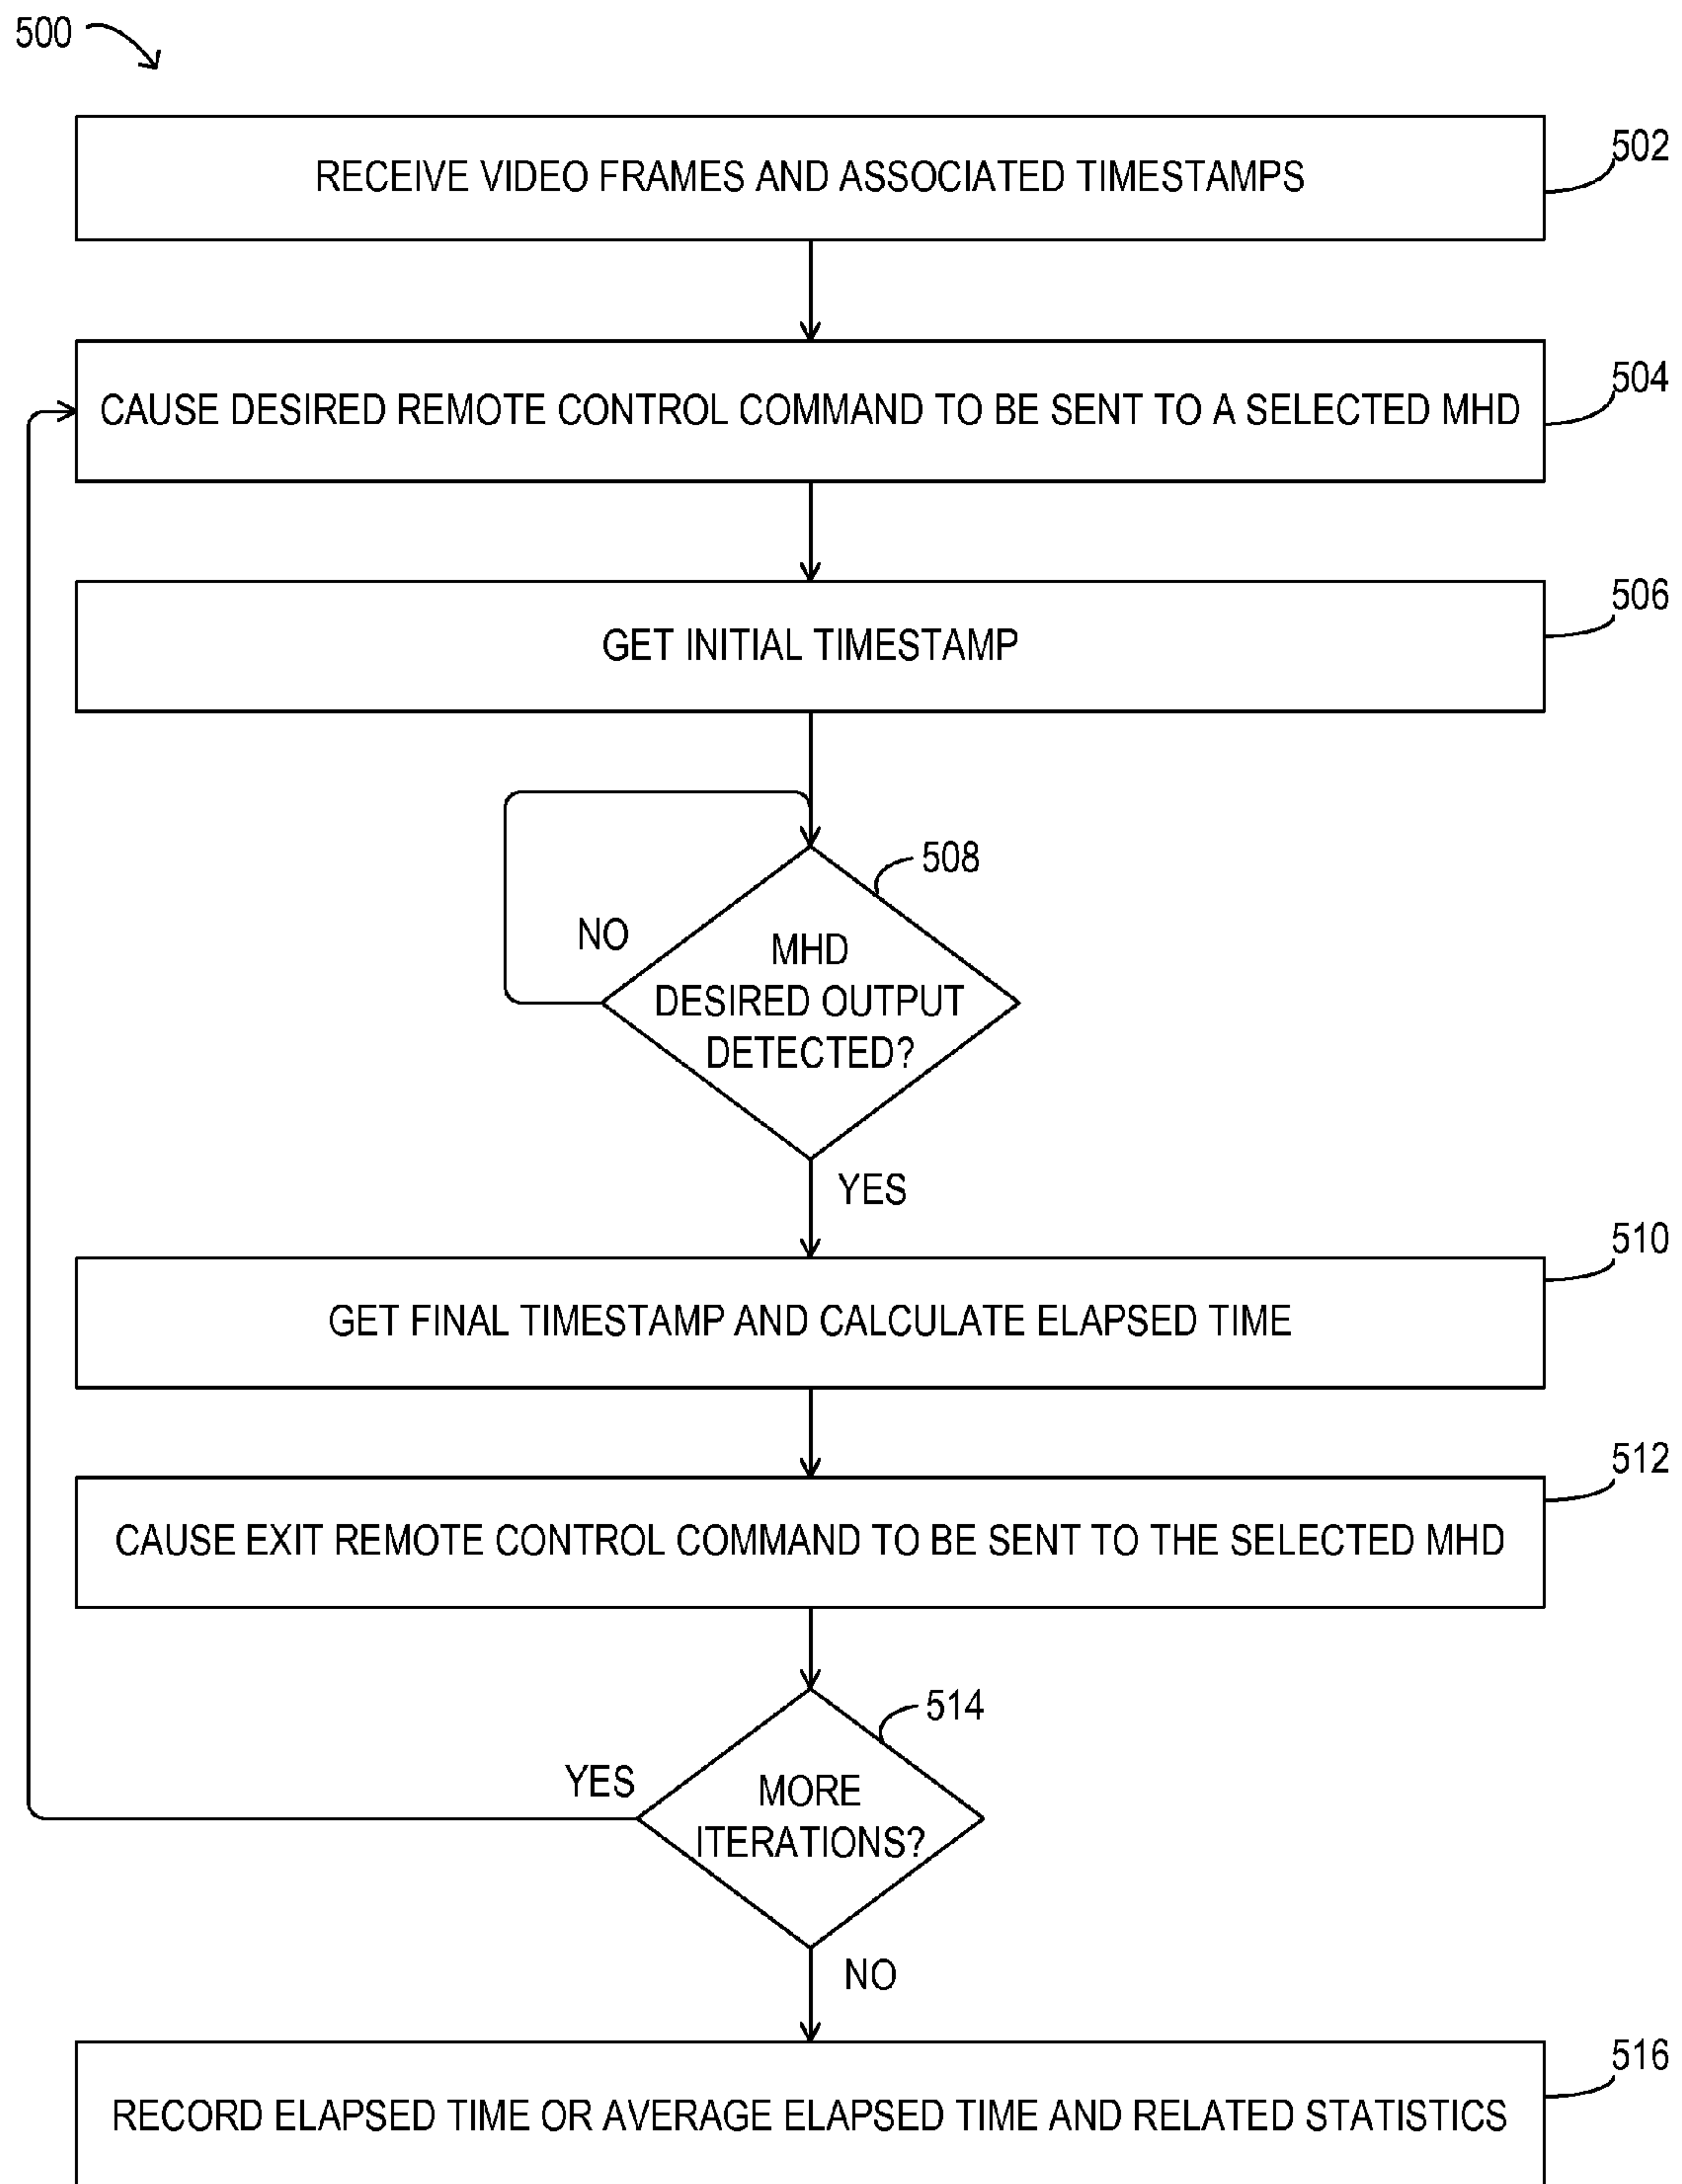 500
RECEIVE VIDEO FRAMES AND ASSOCIATED TIMESTAMPS
502
CAUSE DESIRED REMOTE CONTROL COMMAND TO BE SENT TO A SELECTED MHD
504
GET INITIAL TIMESTAMP
506
508
NO
MHD
DESIRED OUTPUT
DETECTED?
YES
GET FINAL TIMESTAMP AND CALCULATE ELAPSED TIME
510
CAUSE EXIT REMOTE CONTROL COMMAND TO BE SENT TO THE SELECTED MHD
512
514
YES
MORE
ITERATIONS?
NO
RECORD ELAPSED TIME OR AVERAGE ELAPSED TIME AND RELATED STATISTICS
516